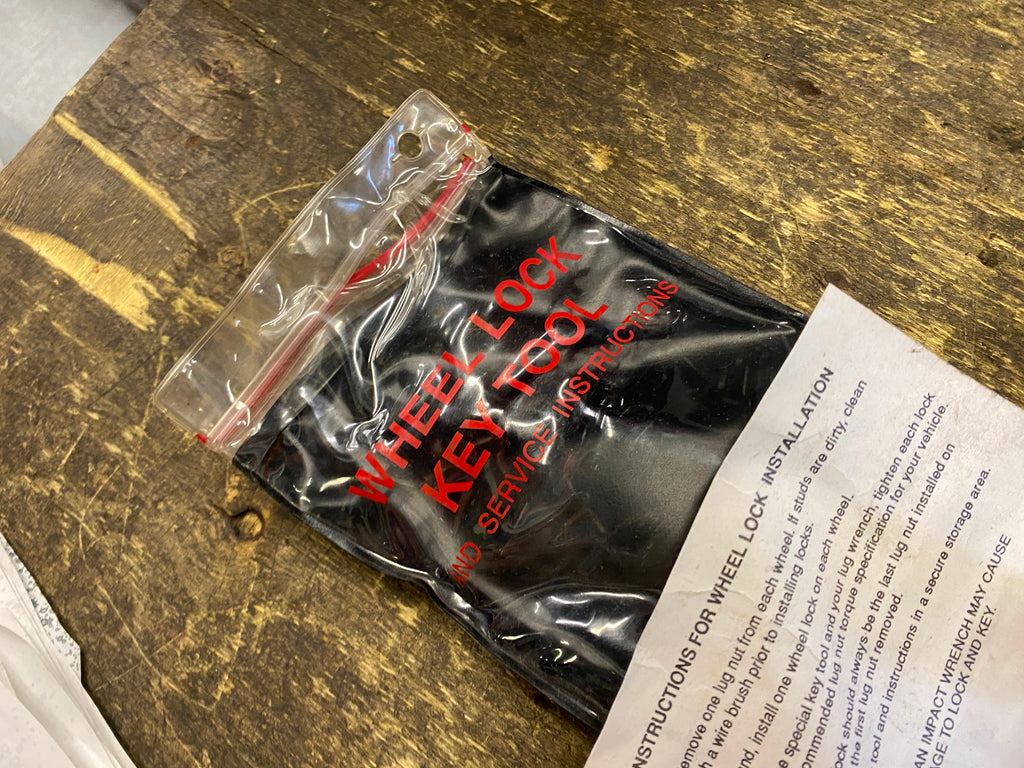 WHEEL LOCK
KEY TOOL
AND SERVICE INSTRUCTIONS
INSTRUCTIONS FOR WHEEL LOCK INSTALLATION
emove one lug nut from each wheel. If studs are dirty, clean
h a wire brush prior to installing locks.
nd, install one wheel lock on each wheel.
e special key tool and your lug wrench, tighten each lock
ommended lug nut torque specification for your vehicle.
ock should always be the last lug nut installed on
the first lug nut removed.
tool and instructions in a secure storage area.
AN IMPACT WRENCH MAY CAUSE
AGE TO LOCK AND KEY.